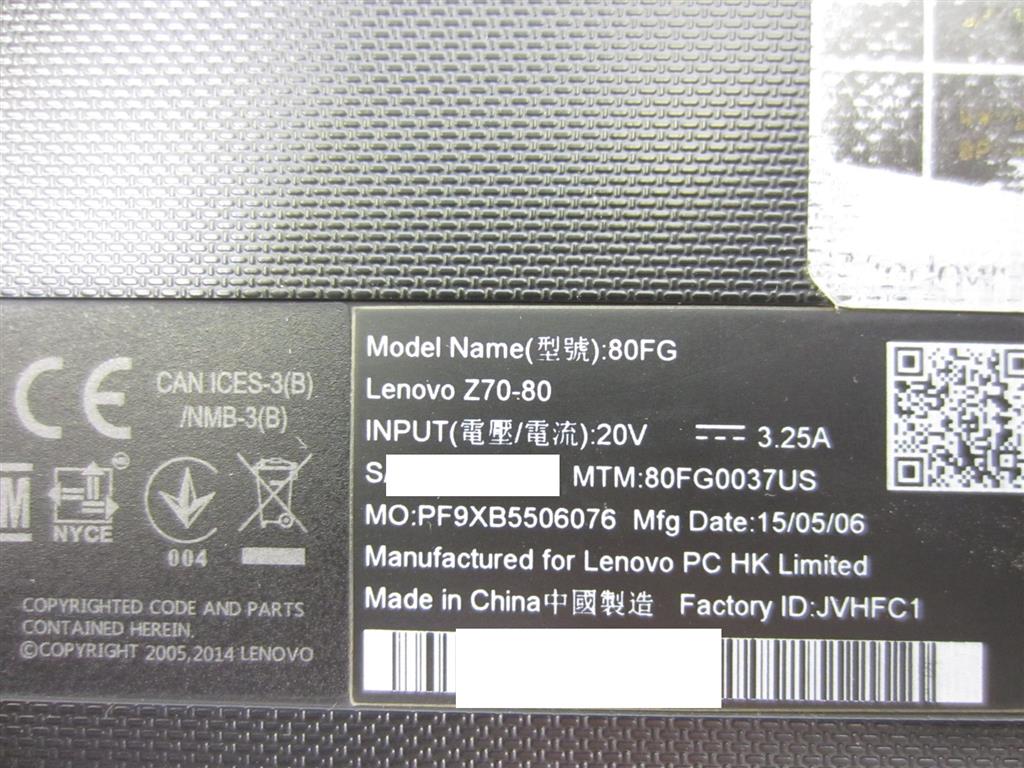 Windows
Model Name(型號):80FG
Lenovo Z70-80
INPUT(電壓/電流):20V ⎓ 3.25A
MTM:80FG0037US
MO:PF9XB5506076 Mfg Date:15/05/06
Manufactured for Lenovo PC HK Limited
Made in China中國製造 Factory ID:JVHFC1
CE
CAN ICES-3(B)
/NMB-3(B)
NYCE
004
COPYRIGHTED CODE AND PARTS
CONTAINED HEREIN,
©COPYRIGHT 2005,2014 LENOVO